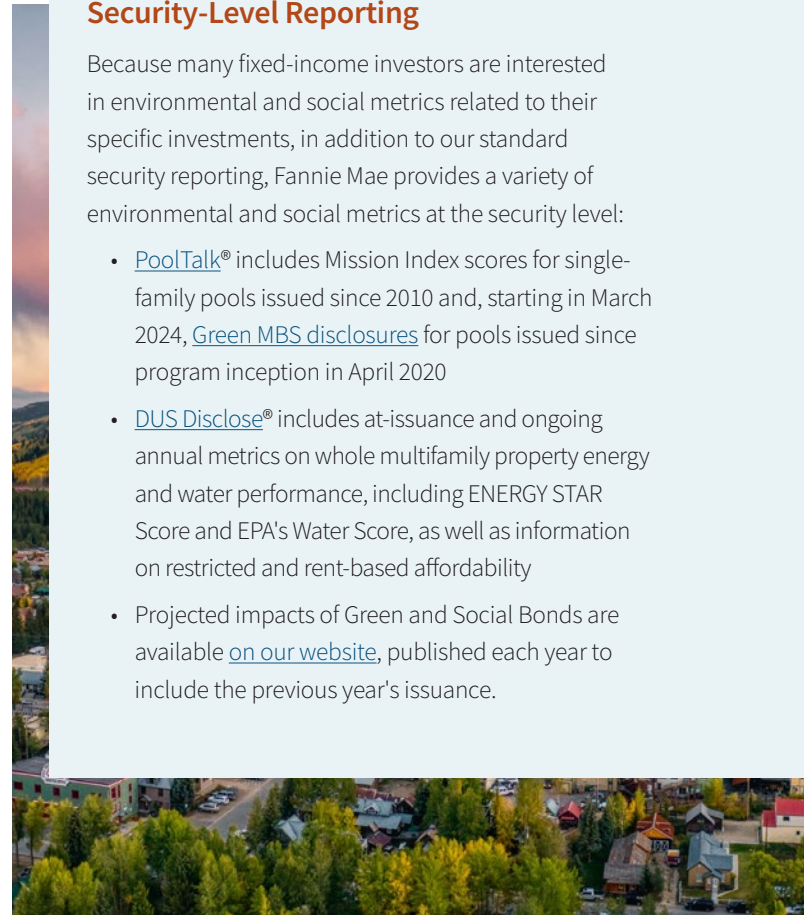 Security-Level Reporting
Because many fixed-income investors are interested
in environmental and social metrics related to their
specific investments, in addition to our standard
security reporting, Fannie Mae provides a variety of
environmental and social metrics at the security level:
• PoolTalk® includes Mission Index scores for single-
family pools issued since 2010 and, starting in March
2024, Green MBS disclosures for pools issued since
program inception in April 2020
• DUS Disclose® includes at-issuance and ongoing
annual metrics on whole multifamily property energy
and water performance, including ENERGY STAR
Score and EPA's Water Score, as well as information
on restricted and rent-based affordability
• Projected impacts of Green and Social Bonds are
available on our website, published each year to
include the previous year's issuance.